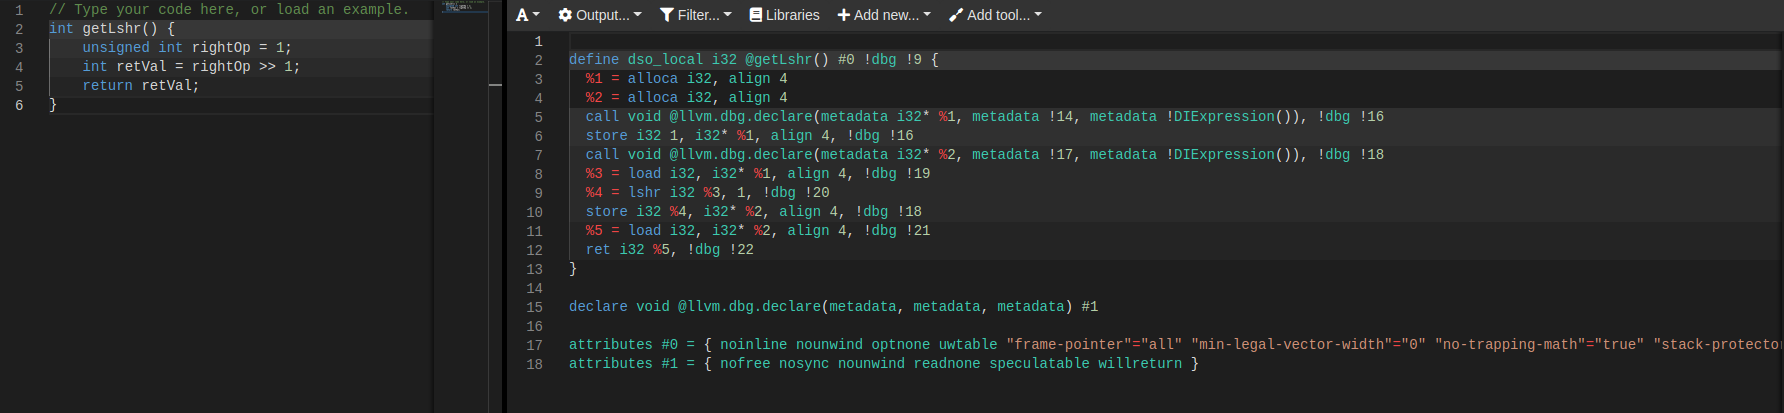 1 // Type your code here, or load an example.
2 int getLshr() {
3 unsigned int rightOp = 1;
4 int retVal = rightOp >> 1;
5 return retVal;
6 }
A Output... Filter... Libraries + Add new... Add tool...
1
2 define dso_local i32 @getLshr() #0 !dbg !9 {
3 %1 = alloca i32, align 4
4 %2 = alloca i32, align 4
5 call void @llvm.dbg.declare(metadata i32* %1, metadata !14, metadata !DIExpression()), !dbg !16
6 store i32 1, i32* %1, align 4, !dbg !16
7 call void @llvm.dbg.declare(metadata i32* %2, metadata !17, metadata !DIExpression()), !dbg !18
8 %3 = load i32, i32* %1, align 4, !dbg !19
9 %4 = lshr i32 %3, 1, !dbg !20
10 store i32 %4, i32* %2, align 4, !dbg !18
11 %5 = load i32, i32* %2, align 4, !dbg !21
12 ret i32 %5, !dbg !22
13 }
14
15 declare void @llvm.dbg.declare(metadata, metadata, metadata) #1
16
17 attributes #0 = { noinline nounwind optnone uwtable "frame-pointer"="all" "min-legal-vector-width"="0" "no-trapping-math"="true" "stack-protecto
18 attributes #1 = { nofree nosync nounwind readnone speculatable willreturn }